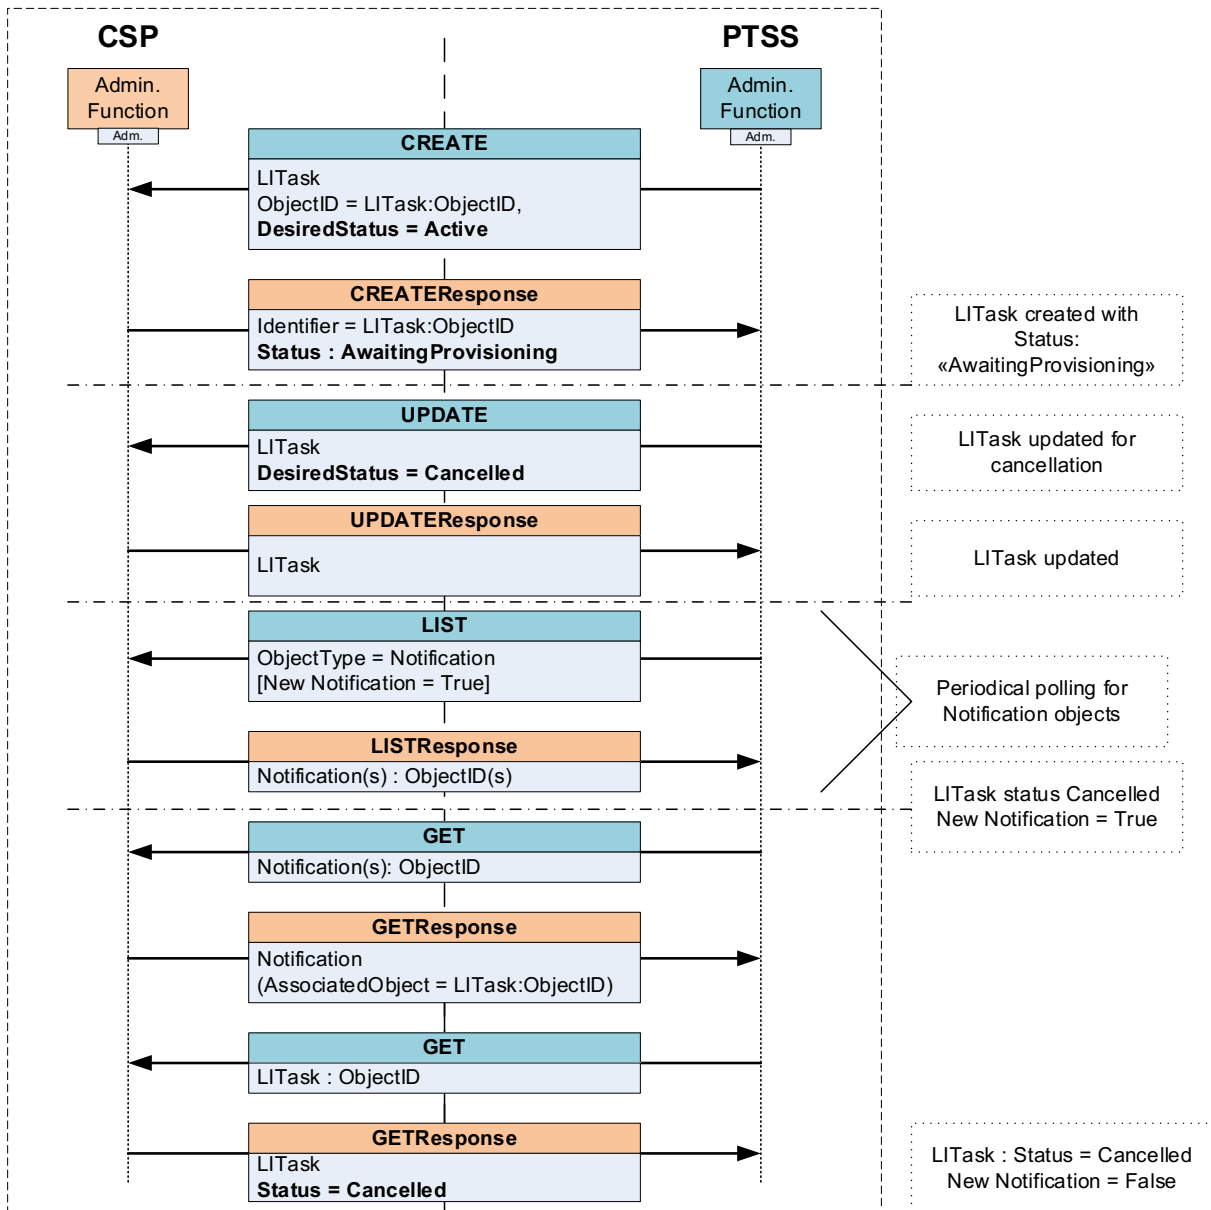 CSP
PTSS
Admin.
Function
Adm.
Admin.
Function
Adm.
CREATE
LITask
ObjectID = LITask:ObjectID,
DesiredStatus = Active
CREATEResponse
Identifier = LITask:ObjectID
Status : AwaitingProvisioning
LITask created with
Status:
«AwaitingProvisioning»
UPDATE
LITask
DesiredStatus = Cancelled
LITask updated for
cancellation
UPDATEResponse
LITask
LITask updated
LIST
ObjectType = Notification
[New Notification = True]
Periodical polling for
Notification objects
LISTResponse
Notification(s) : ObjectID(s)
LITask status Cancelled
New Notification = True
GET
Notification(s): ObjectID
GETResponse
Notification
(AssociatedObject = LITask:ObjectID)
GET
LITask : ObjectID
GETResponse
LITask
Status = Cancelled
LITask : Status = Cancelled
New Notification = False